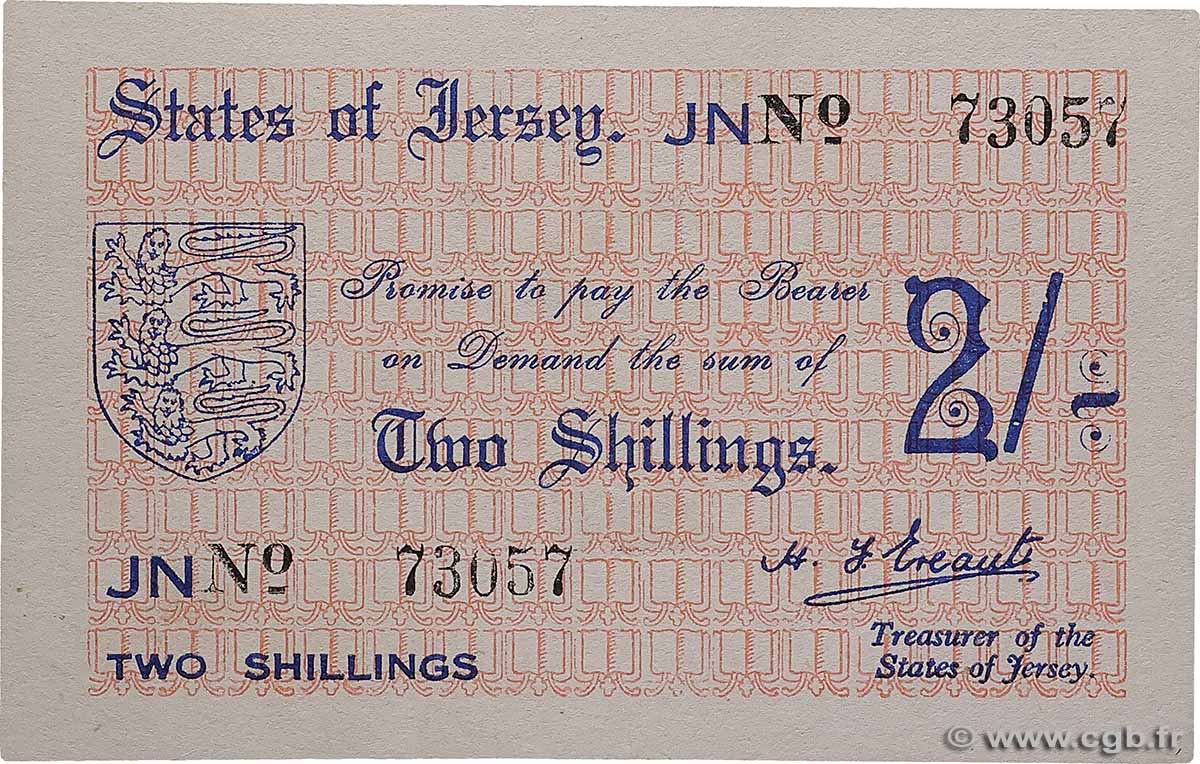 States of Jersey. JN No 73057
Promise to pay the Bearer
on Demand the sum of
2/-
Two Shillings.
JN No 73057
H. F. Ereaut
TWO SHILLINGS
Treasurer of the
States of Jersey.
© www.cgb.fr